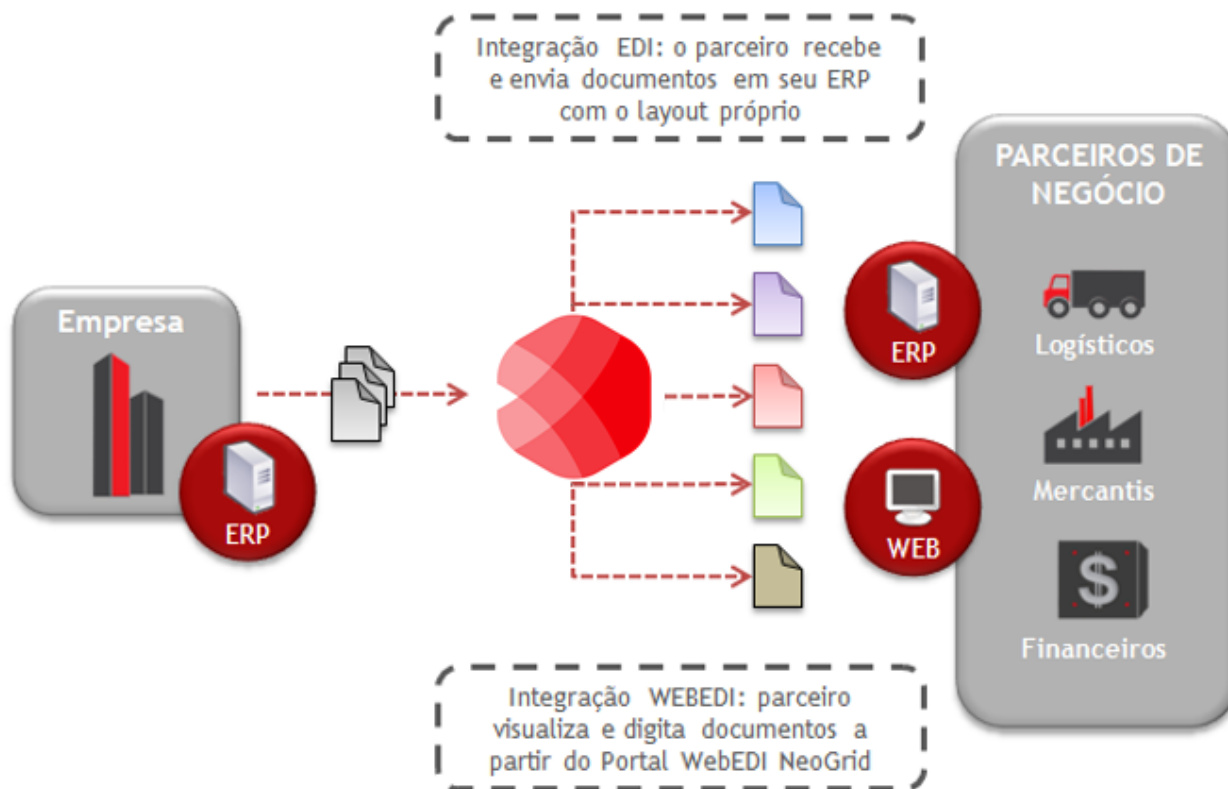 Integração EDI: o parceiro recebe
e envia documentos em seu ERP
com o layout próprio
PARCEIROS DE
NEGÓCIO
Empresa
ERP
ERP
Logísticos
Mercantis
WEB
Financeiros
Integração WEBEDI: parceiro
visualiza e digita documentos a
partir do Portal WebEDI NeoGrid